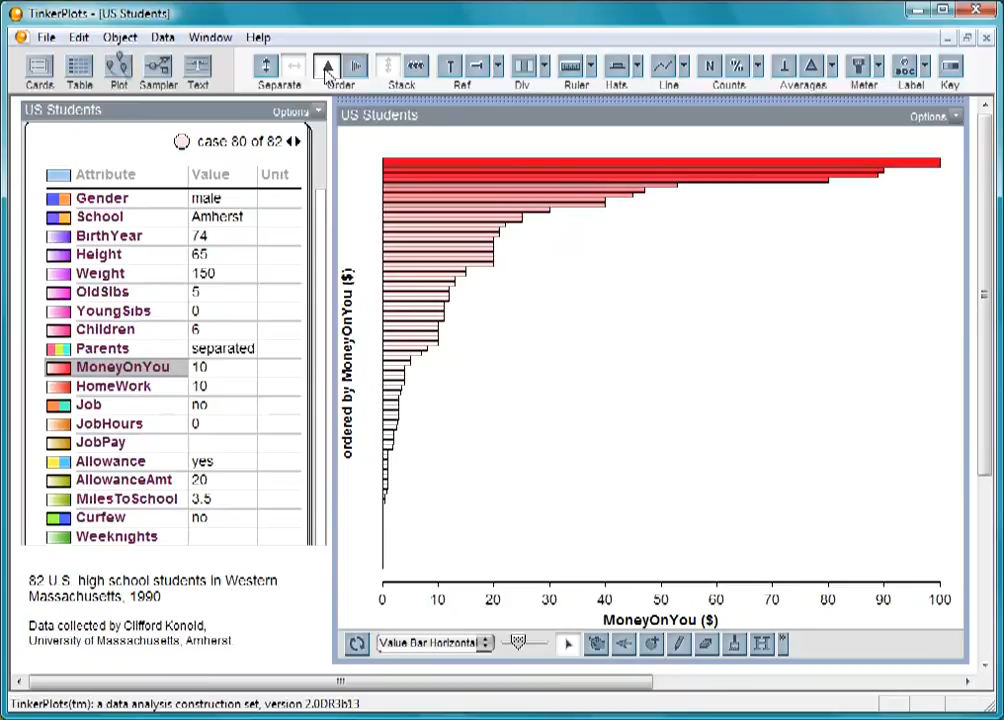 TinkerPlots - [US Students]
File Edit Object Data Window Help
Cards Table Plot Sampler Text Separate Order Stack Ref Div Ruler Hats Line Counts Averages Meter Label Key
US Students Options
case 80 of 82
Attribute Value Unit
Gender male
School Amherst
BirthYear 74
Height 65
Weight 150
OldSibs 5
YoungSibs 0
Children 6
Parents separated
MoneyOnYou 10
HomeWork 10
Job no
JobHours 0
JobPay
Allowance yes
AllowanceAmt 20
MilesToSchool 3.5
Curfew no
Weeknights
82 U.S. high school students in Western
Massachusetts, 1990
Data collected by Clifford Konold,
University of Massachusetts, Amherst.
US Students Options
ordered by MoneyOnYou ($)
0 10 20 30 40 50 60 70 80 90 100
MoneyOnYou ($)
Value Bar Horizontal
TinkerPlots(tm): a data analysis construction set, version 2.0DR3b13